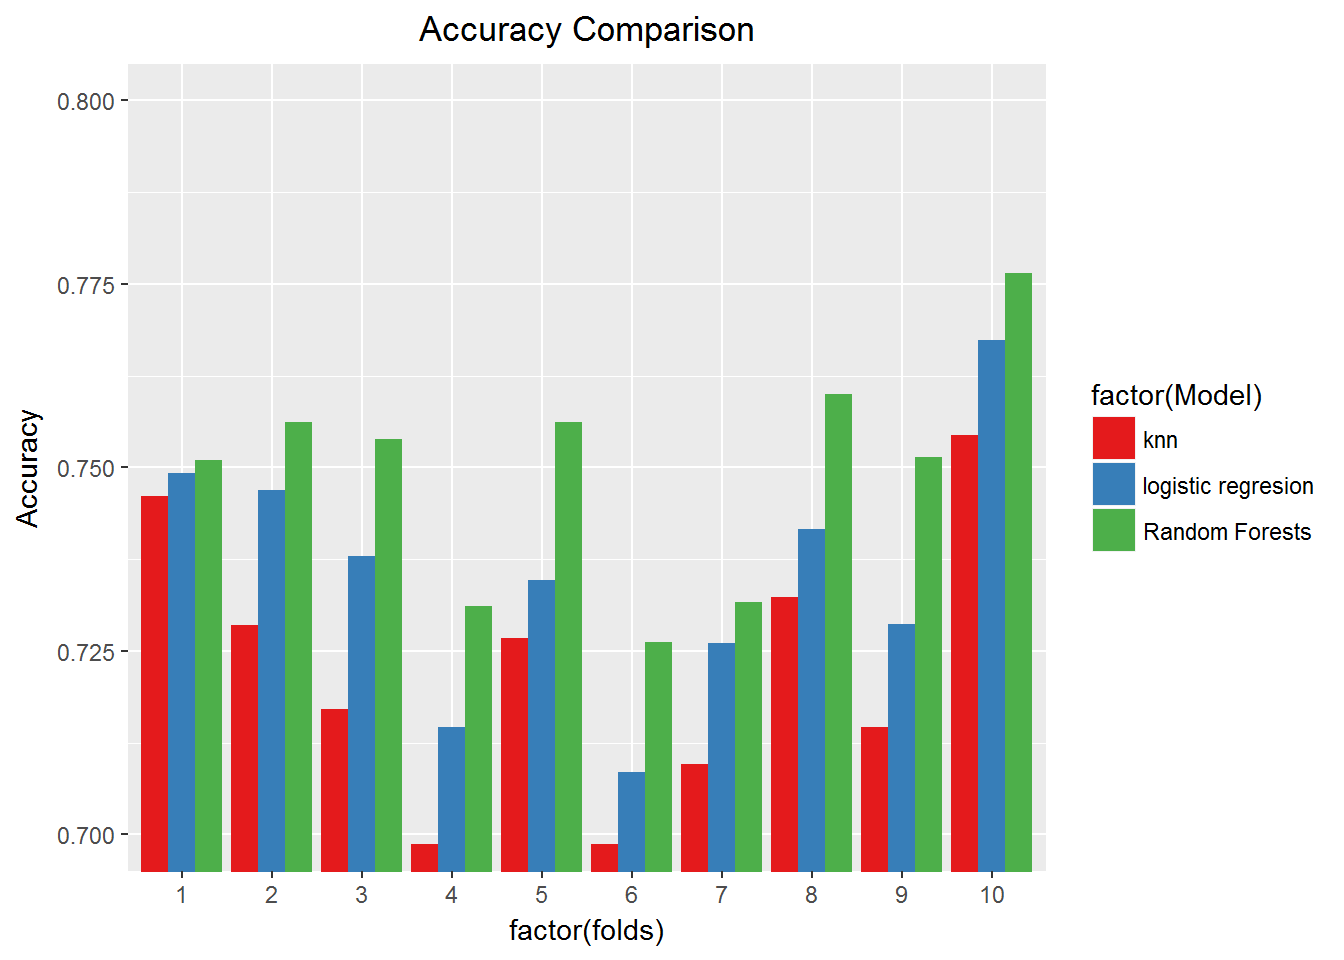 Accuracy Comparison
Accuracy
0.800
0.775
0.750
0.725
0.700
1 2 3 4 5 6 7 8 9 10
factor(folds)
factor(Model)
knn
logistic regresion
Random Forests